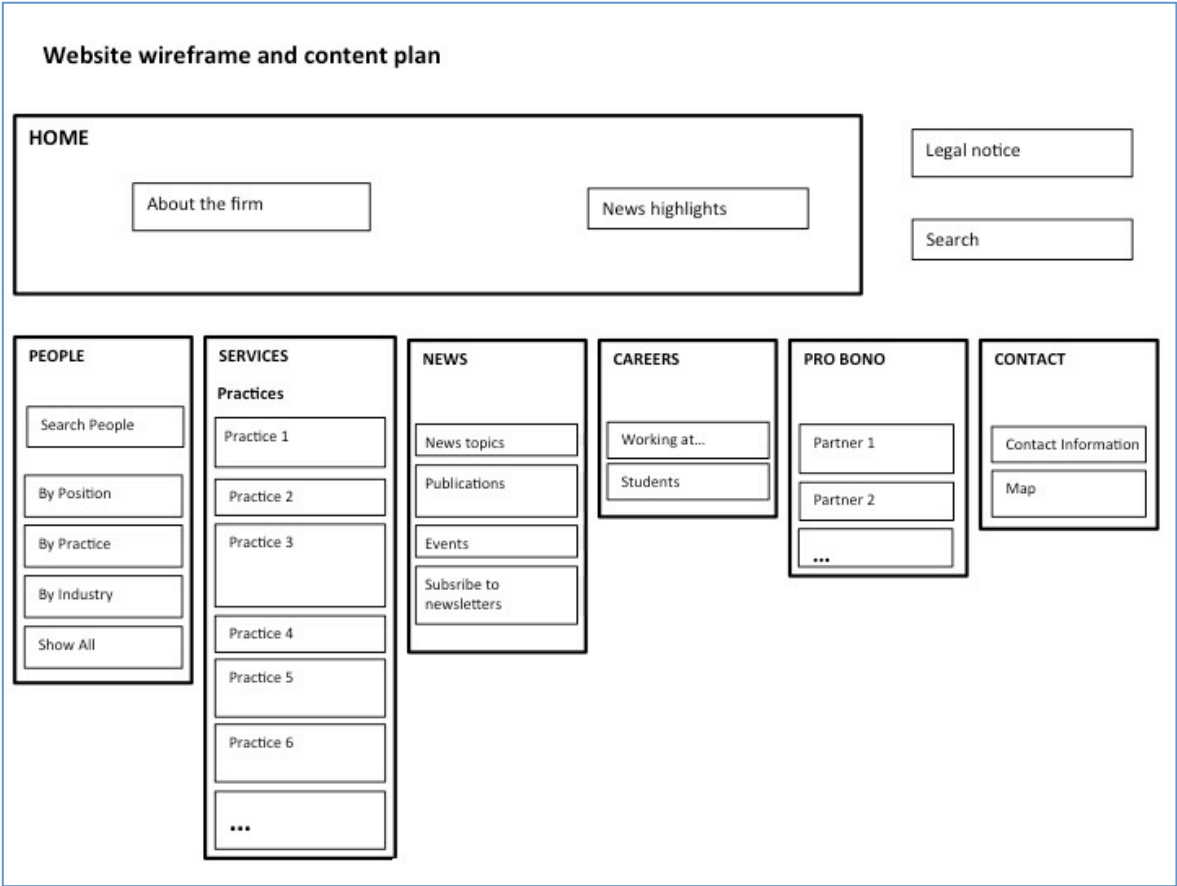 Website wireframe and content plan
HOME
About the firm
News highlights
Legal notice
Search
PEOPLE
Search People
By Position
By Practice
By Industry
Show All
SERVICES
Practices
Practice 1
Practice 2
Practice 3
Practice 4
Practice 5
Practice 6
...
NEWS
News topics
Publications
Events
Subsribe to
newsletters
CAREERS
Working at...
Students
PRO BONO
Partner 1
Partner 2
...
CONTACT
Contact Information
Map